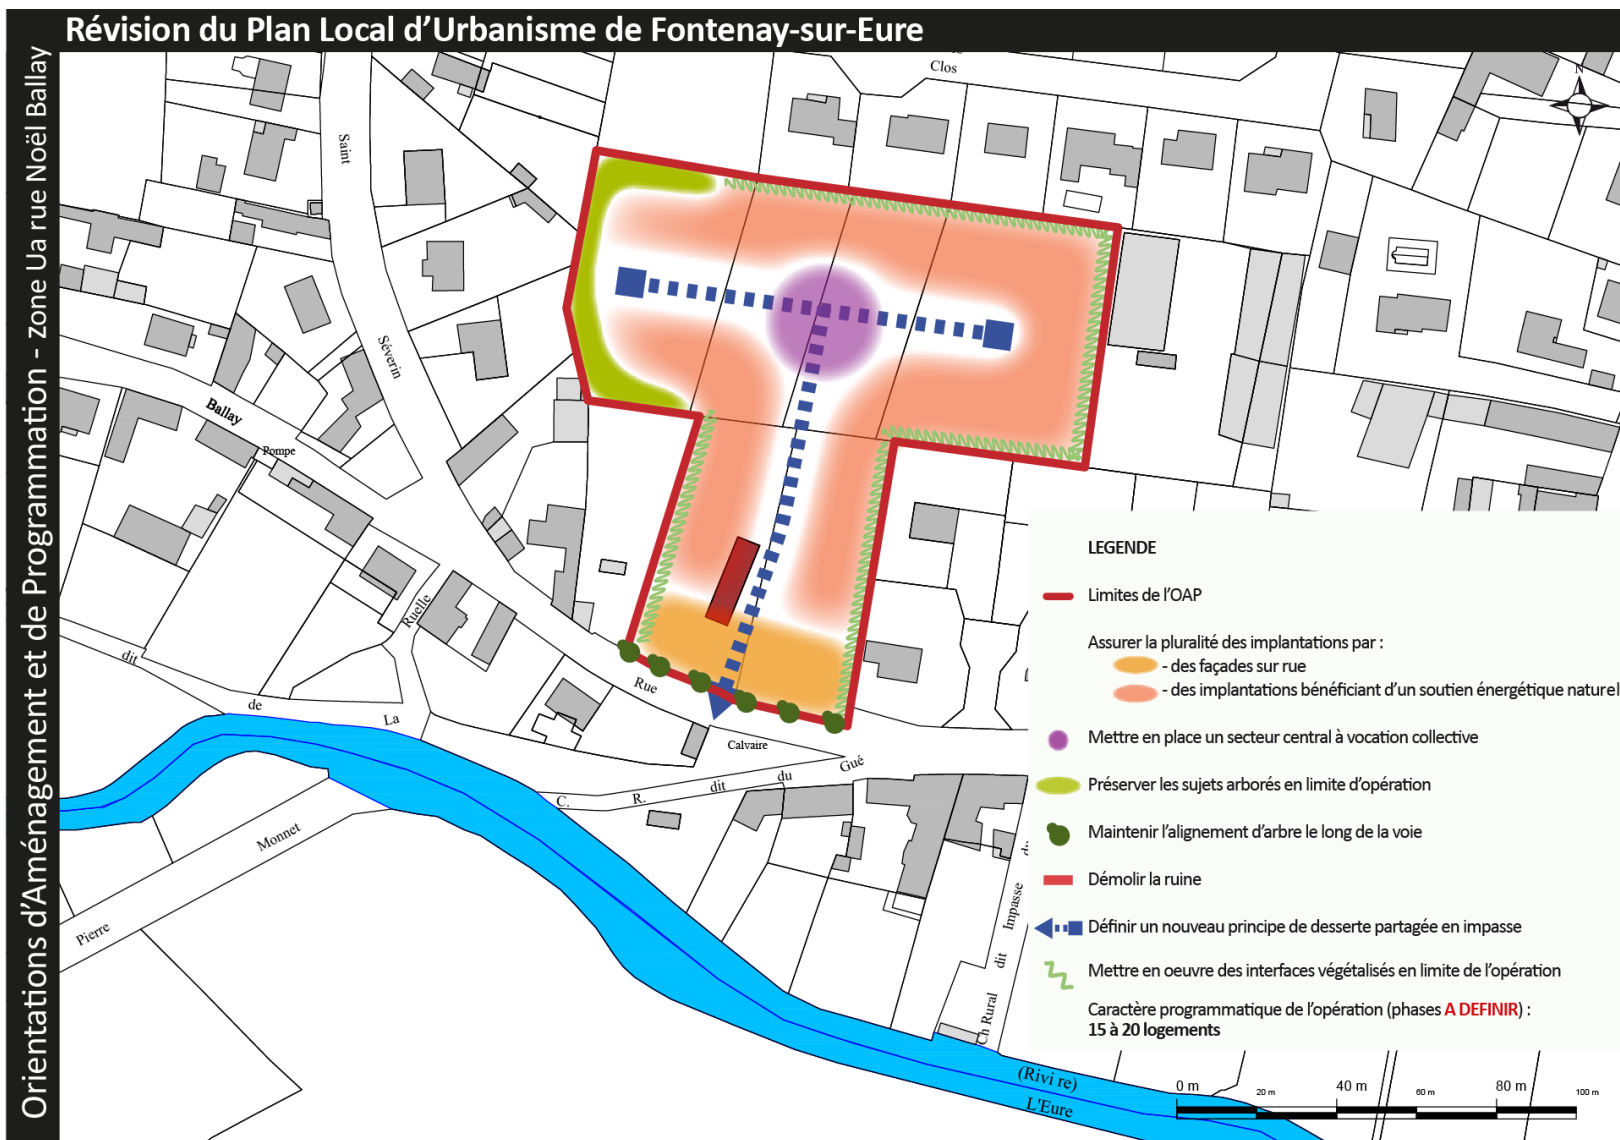 Révision du Plan Local d'Urbanisme de Fontenay-sur-Eure
Orientations d'Aménagement et de Programmation - zone Ua rue Noël Ballay
Clos
N
Saint
Séverin
Ballay
Pompe
Ruelle
dit
de
La
Rue
Calvaire
Gué
du
dit
R.
C.
Monnet
Pierre
Impasse
dit
Ch Rural
(Rivi re)
L'Eure
LEGENDE
Limites de l'OAP
Assurer la pluralité des implantations par :
- des façades sur rue
- des implantations bénéficiant d'un soutien énergétique naturel
Mettre en place un secteur central à vocation collective
Préserver les sujets arborés en limite d'opération
Maintenir l'alignement d'arbre le long de la voie
Démolir la ruine
Définir un nouveau principe de desserte partagée en impasse
Mettre en oeuvre des interfaces végétalisés en limite de l'opération
Caractère programmatique de l'opération (phases A DEFINIR) :
15 à 20 logements
0 m 20 m 40 m 60 m 80 m 100 m